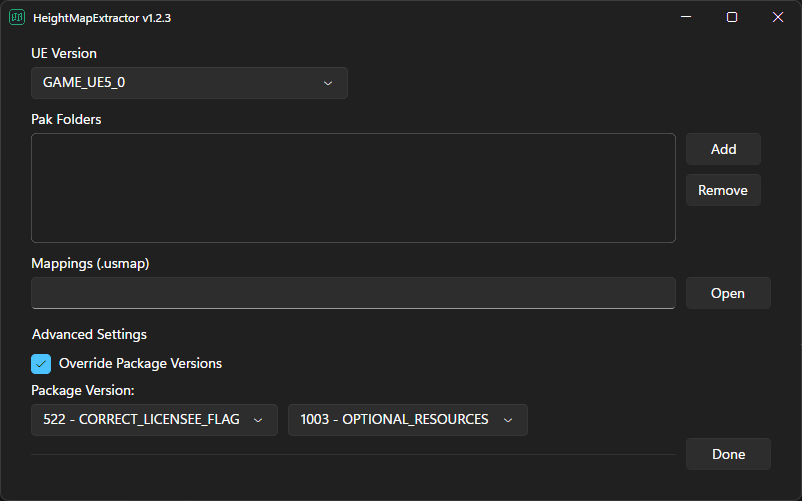 HeightMapExtractor v1.2.3
UE Version
GAME_UE5_0
Pak Folders
Add
Remove
Mappings (.usmap)
Open
Advanced Settings
Override Package Versions
Package Version:
522 - CORRECT_LICENSEE_FLAG 1003 - OPTIONAL_RESOURCES
Done